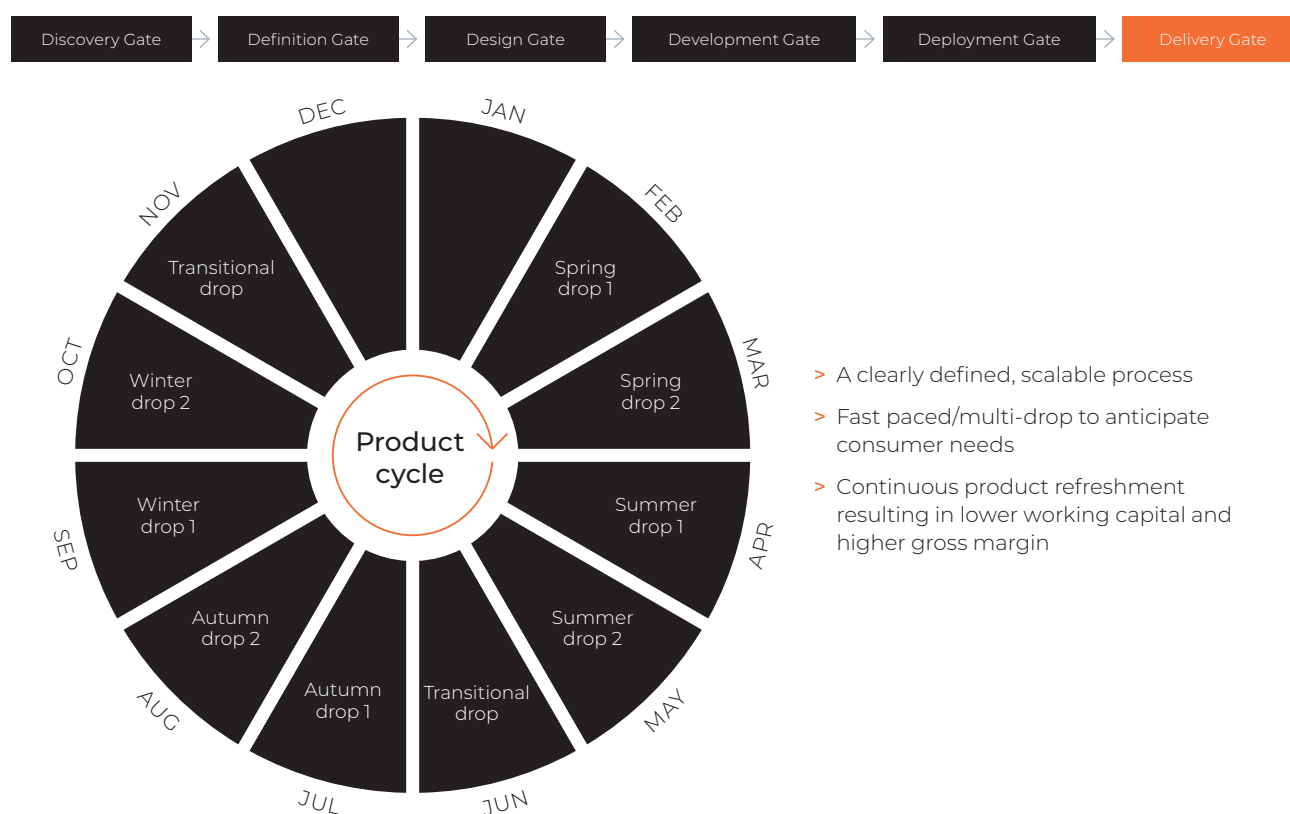 Discovery Gate
Definition Gate
Design Gate
Development Gate
Deployment Gate
Delivery Gate
JAN
FEB
MAR
APR
MAY
JUN
JUL
AUG
SEP
OCT
NOV
DEC
Spring
drop 1
Spring
drop 2
Summer
drop 1
Summer
drop 2
Transitional
drop
Autumn
drop 1
Autumn
drop 2
Winter
drop 1
Winter
drop 2
Transitional
drop
Product
cycle
> A clearly defined, scalable process
> Fast paced/multi-drop to anticipate
consumer needs
> Continuous product refreshment
resulting in lower working capital and
higher gross margin